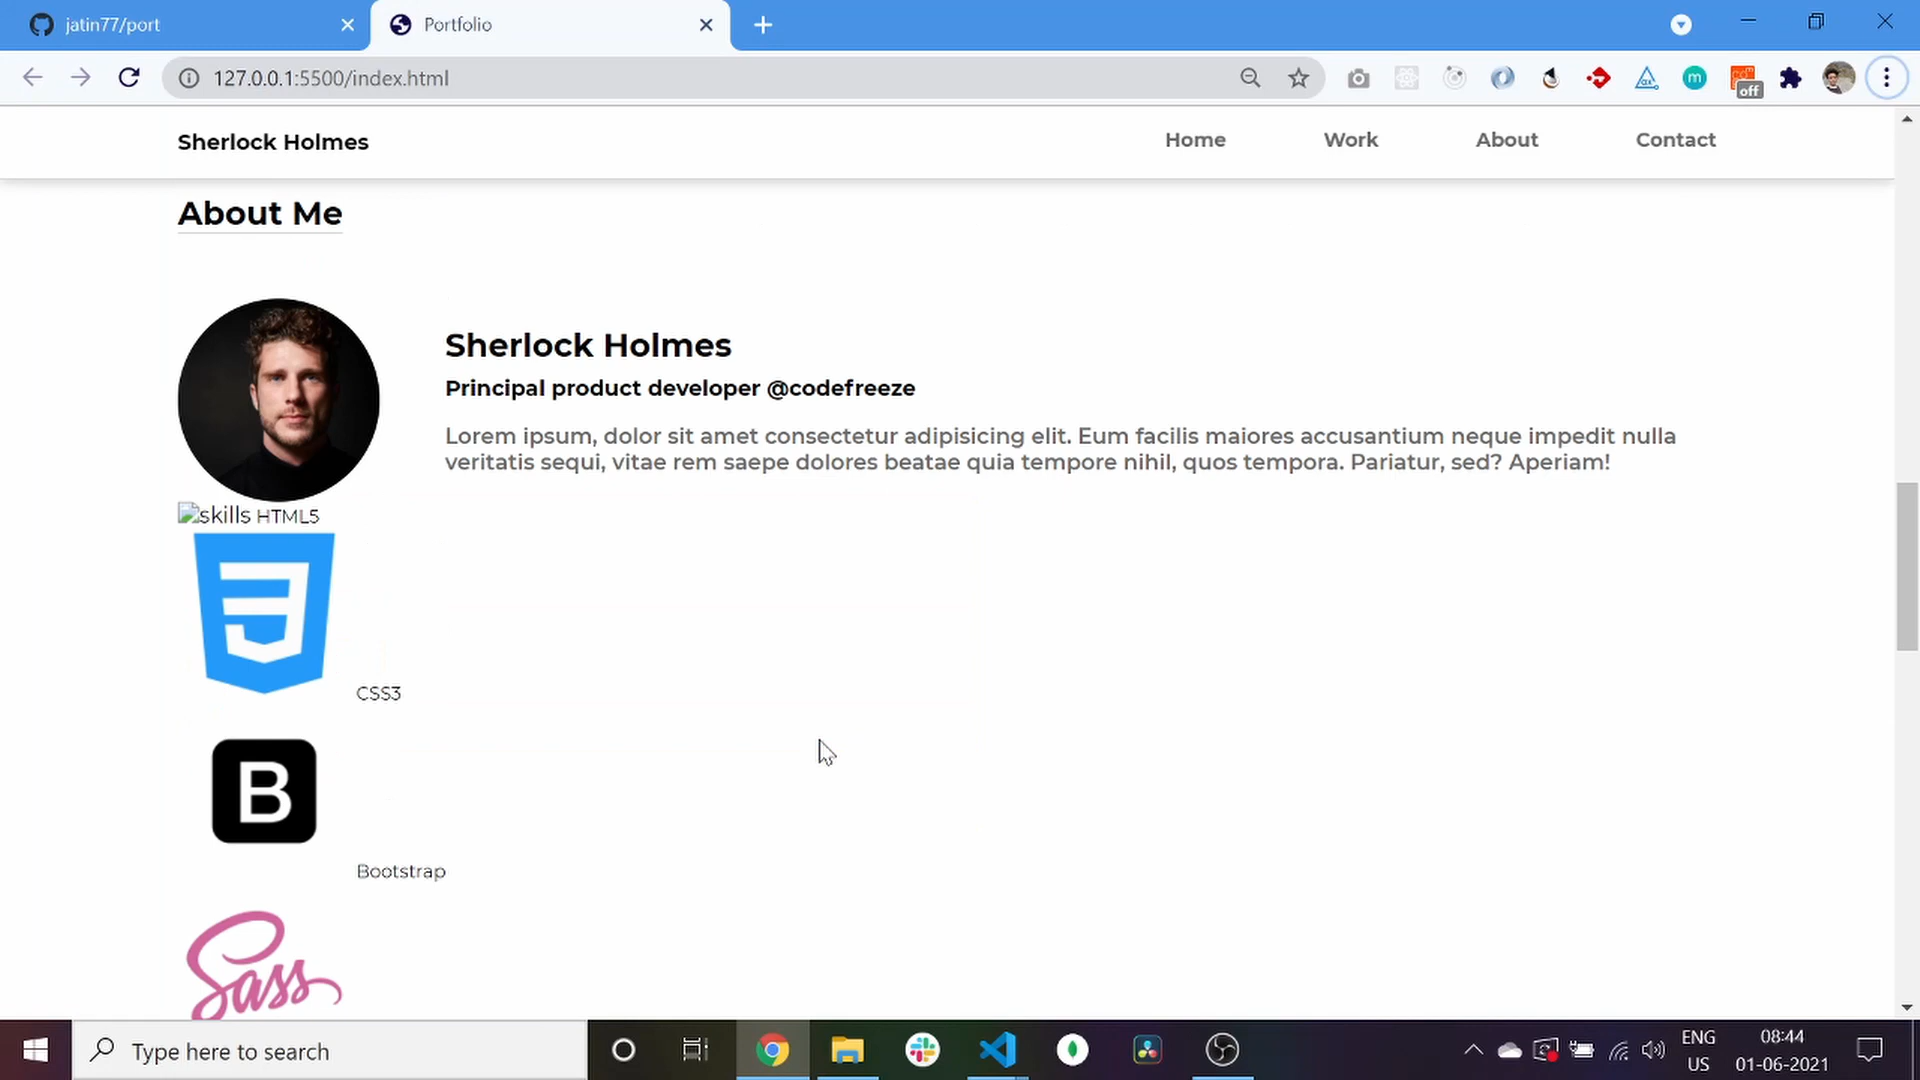 jatin77/port
Portfolio
127.0.0.1:5500/index.html
m
off
Sherlock Holmes
Home
Work
About
Contact
About Me
Sherlock Holmes
Principal product developer @codefreeze
Lorem ipsum, dolor sit amet consectetur adipisicing elit. Eum facilis maiores accusantium neque impedit nulla
veritatis sequi, vitae rem saepe dolores beatae quia tempore nihil, quos tempora. Pariatur, sed? Aperiam!
skills HTML5
CSS3
B
Bootstrap
Sass
Type here to search
ENG
US
08:44
01-06-2021